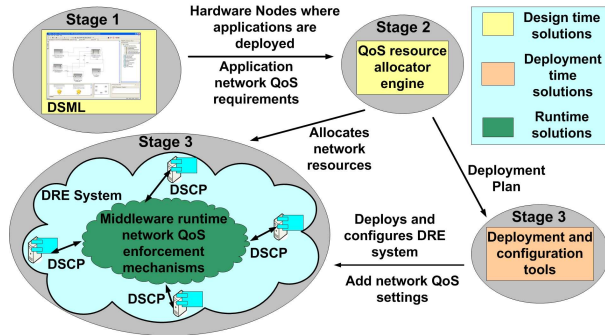 Stage 1
DSML
Hardware Nodes where
applications are
deployed
Application
network QoS
requirements
Stage 2
QoS resource
allocator
engine
Design time
solutions
Deployment
time
solutions
Runtime
solutions
Allocates
network
resources
Deployment
Plan
Stage 3
DRE System
DSCP
Middleware runtime
network QoS
enforcement
mechanisms
DSCP
DSCP
DSCP
Deploys and
configures DRE
system
Add network QoS
settings
Stage 3
Deployment and
configuration
tools